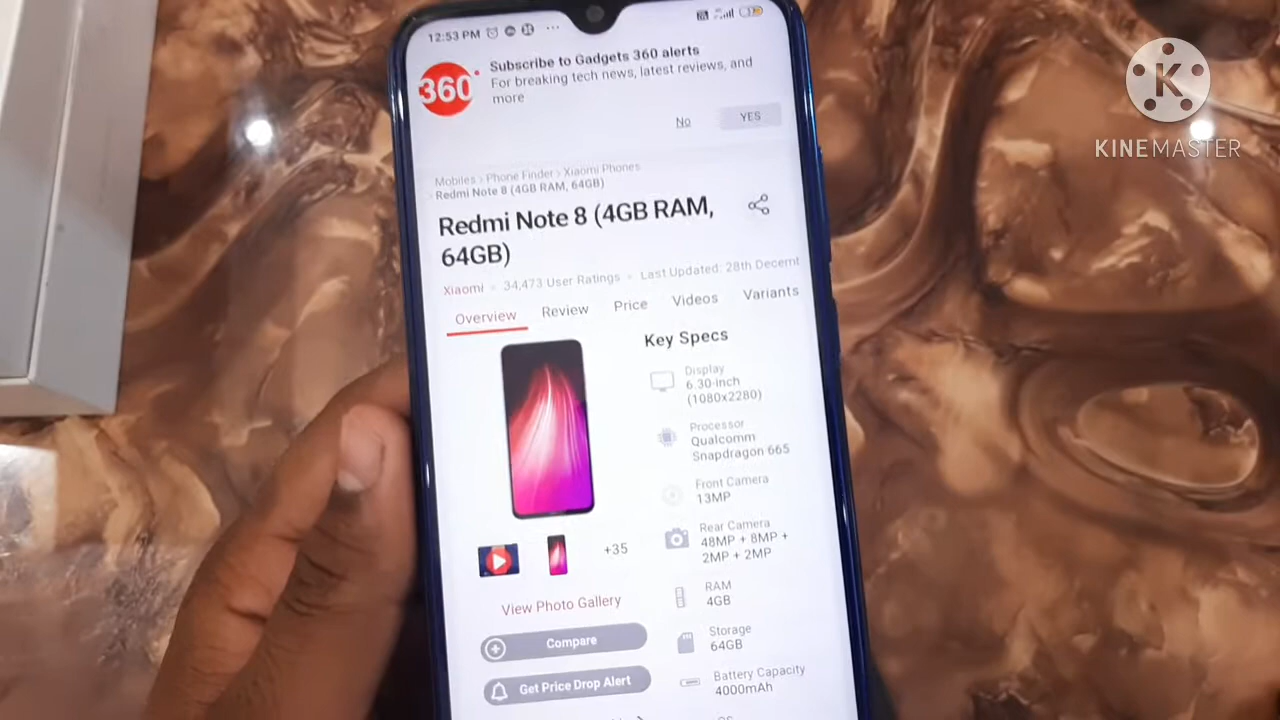 12:53 PM
Subscribe to Gadgets 360 alerts
For breaking tech news, latest reviews, and
more
360
No
YES
Mobiles > Phone Finder > Xiaomi Phones
> Redmi Note 8 (4GB RAM, 64GB)
Redmi Note 8 (4GB RAM,
64GB)
Xiaomi
34,473 User Ratings
Last Updated: 28th Decemb
Overview
Review
Price
Videos
Variants
Key Specs
Display
6.30-inch
(1080x2280)
Processor
Qualcomm
Snapdragon 665
Front Camera
13MP
Rear Camera
48MP + 8MP +
2MP + 2MP
RAM
4GB
Storage
64GB
Battery Capacity
4000mAh
+35
View Photo Gallery
Compare
Get Price Drop Alert
K
KINEMASTER